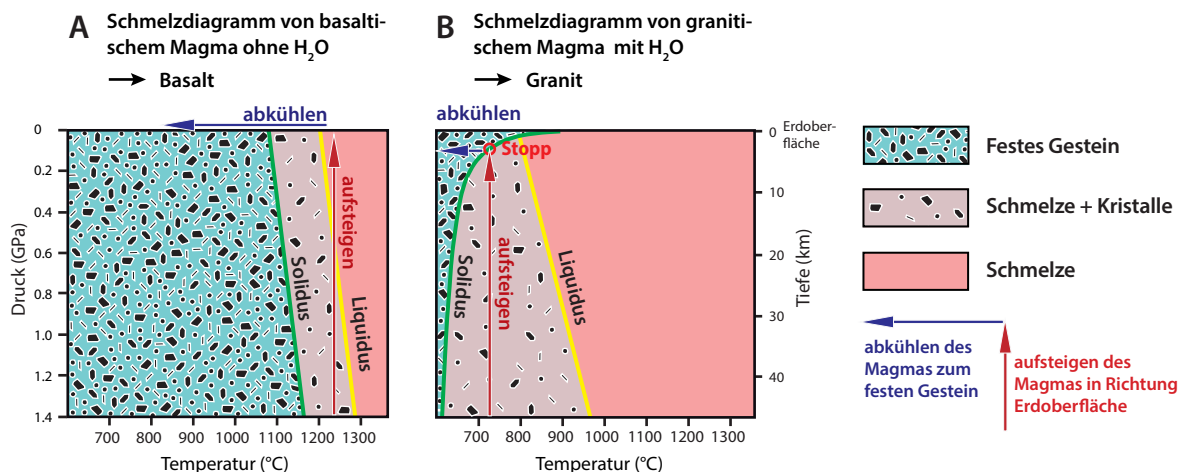 A Schmelzdiagramm von basalti-
schem Magma ohne H₂O
→ Basalt
abkühlen
0
0.2
0.4
0.6
0.8
1.0
1.2
1.4
Druck (GPa)
Solidus
Liquidus
aufsteigen
700 800 900 1000 1100 1200 1300
Temperatur (°C)
B Schmelzdiagramm von graniti-
schem Magma mit H₂O
→ Granit
abkühlen
Stopp
Solidus
aufsteigen
Liquidus
0
10
20
30
40
Erdober-
fläche
Tiefe (km)
700 800 900 1000 1100 1200 1300
Temperatur (°C)
Festes Gestein
Schmelze + Kristalle
Schmelze
abkühlen des
Magmas zum
festen Gestein
aufsteigen des
Magmas in Richtung
Erdoberfläche